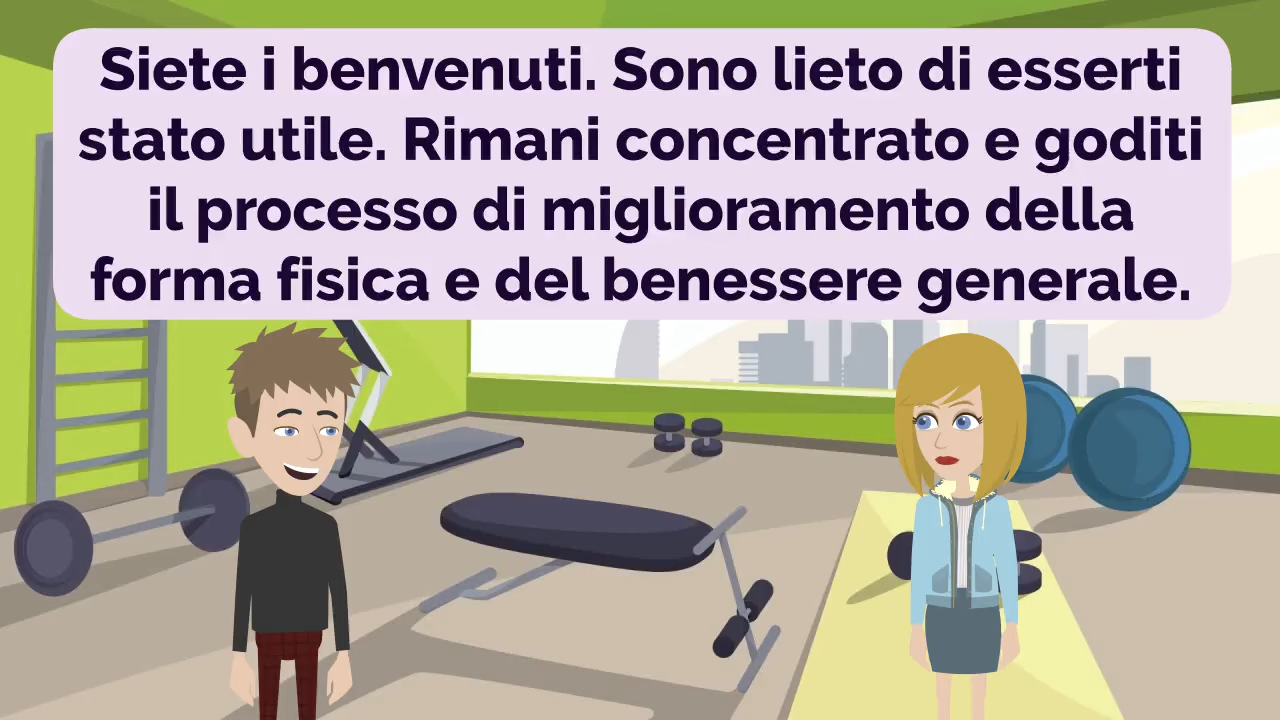 Siete i benvenuti. Sono lieto di esserti
stato utile. Rimani concentrato e goditi
il processo di miglioramento della
forma fisica e del benessere generale.